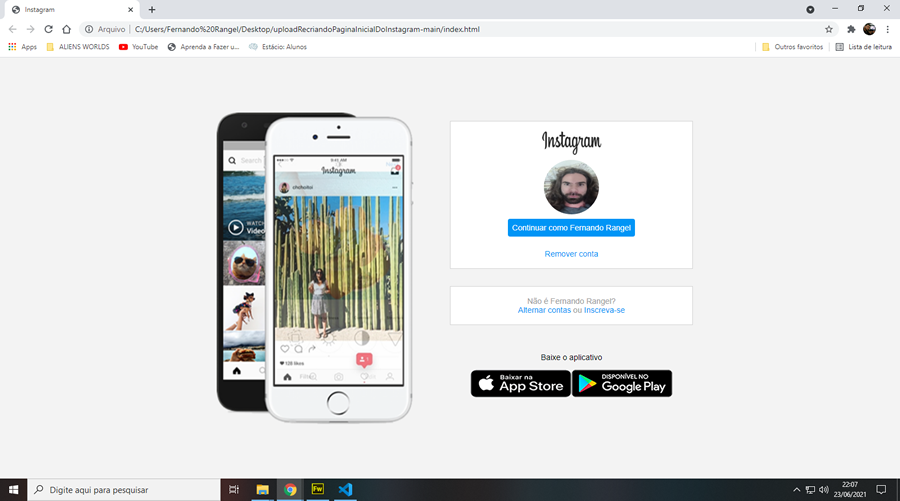 Instagram
Arquivo
C:/Users/Fernando%20Rangel/Desktop/uploadRecriandoPaginaInicialDoInstagram-main/index.html
Apps
ALIENS WORLDS
YouTube
Aprenda a Fazer u...
Estácio: Alunos
Outros favoritos
Lista de leitura
Search
WATCH
Video
9:41 AM
Instagram
128 likes
Instagram
Continuar como Fernando Rangel
Remover conta
Não é Fernando Rangel?
Alternar contas ou Inscreva-se
Baixe o aplicativo
Baixar na
App Store
DISPONÍVEL NO
Google Play
Digite aqui para pesquisar
Fw
22:07
23/06/2021